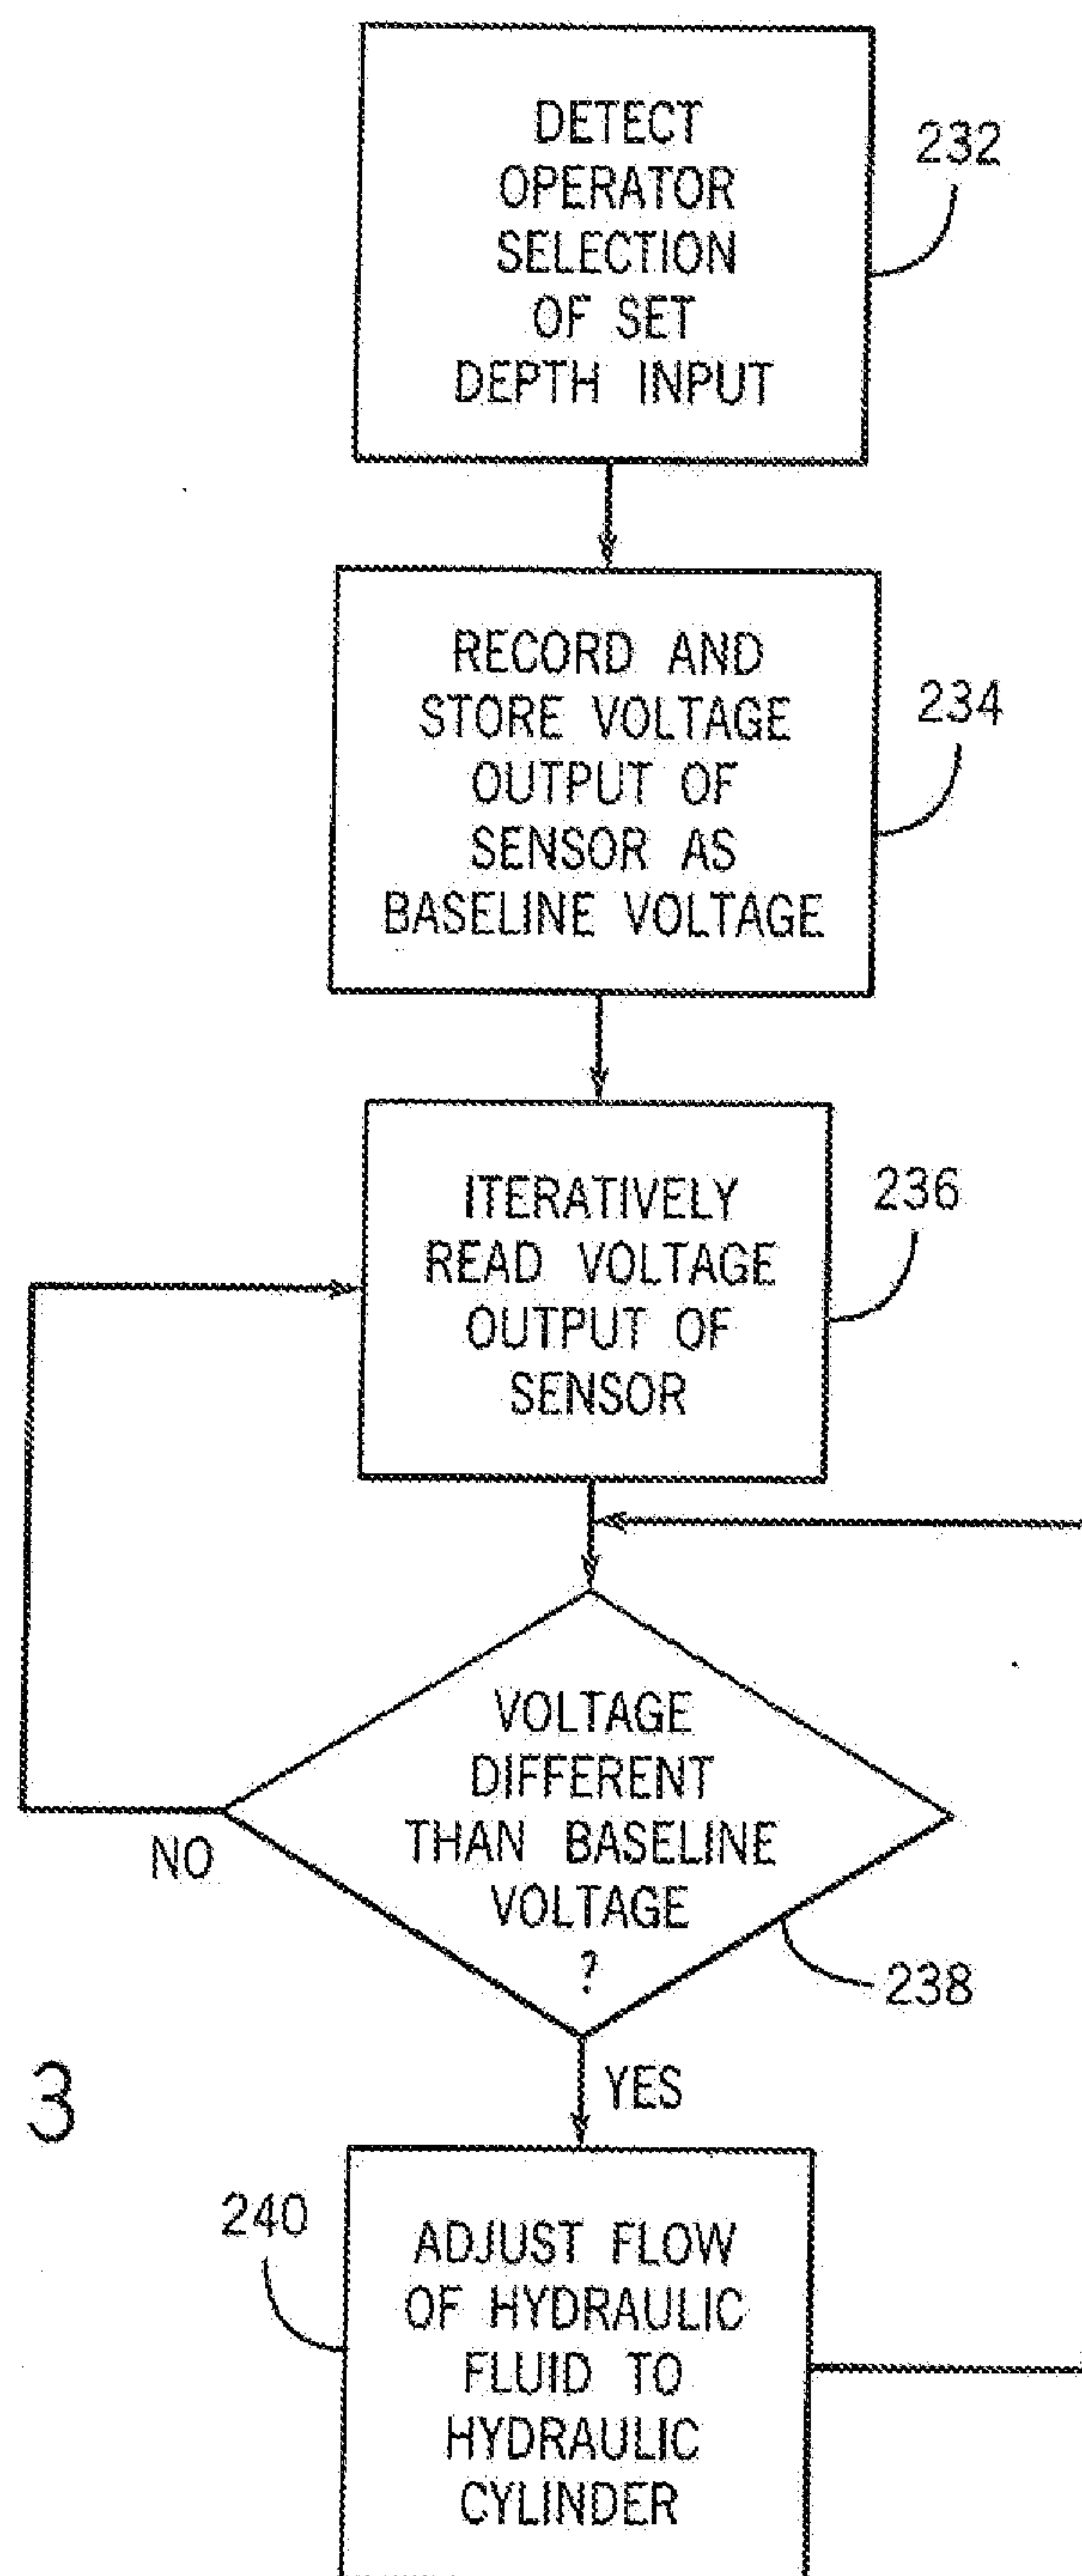 DETECT
OPERATOR
SELECTION
OF SET
DEPTH INPUT
232
RECORD AND
STORE VOLTAGE
OUTPUT OF
SENSOR AS
BASELINE VOLTAGE
234
ITERATIVELY
READ VOLTAGE
OUTPUT OF
SENSOR
236
VOLTAGE
DIFFERENT
THAN BASELINE
VOLTAGE
?
NO
238
YES
3
240
ADJUST FLOW
OF HYDRAULIC
FLUID TO
HYDRAULIC
CYLINDER